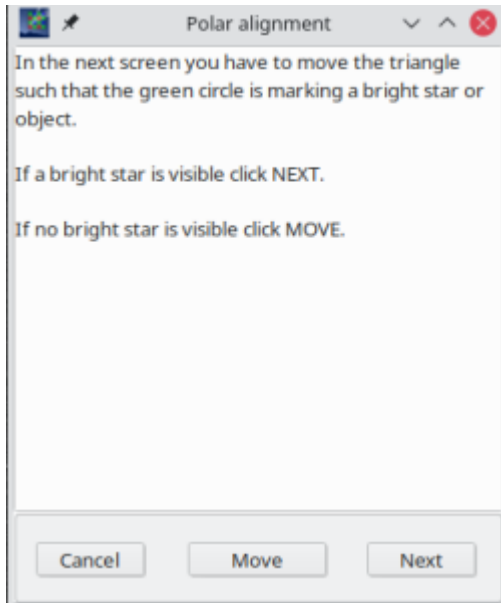 Polar alignment
In the next screen you have to move the triangle
such that the green circle is marking a bright star or
object.
If a bright star is visible click NEXT.
If no bright star is visible click MOVE.
Cancel
Move
Next